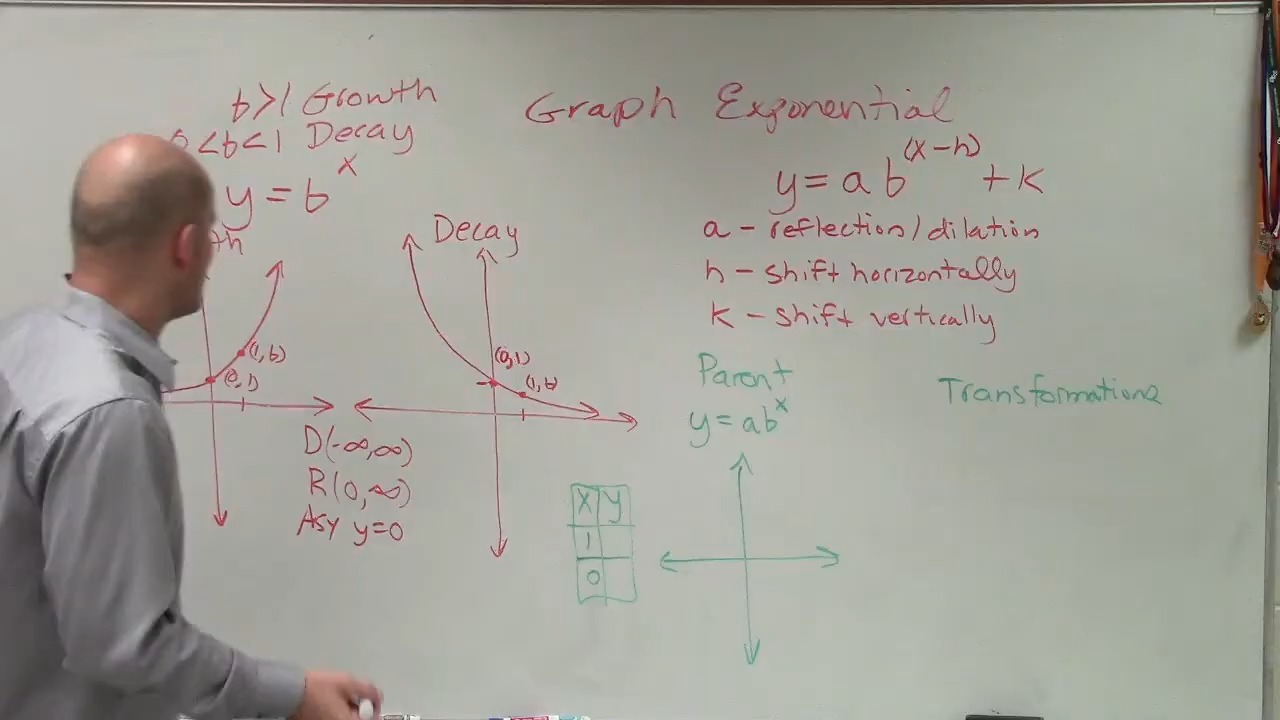 b>1 Growth
0<b<1 Decay
y=b^x
Decay
(1,b)
(0,1)
(0,1)
(1,b)
D(-∞,∞)
R(0,∞)
Asy y=0
Graph Exponential
y=ab^(x-h)+k
a - reflection/dilation
h - shift horizontally
k - shift vertically
Parent
y=ab^x
Transformations
x y
1
0